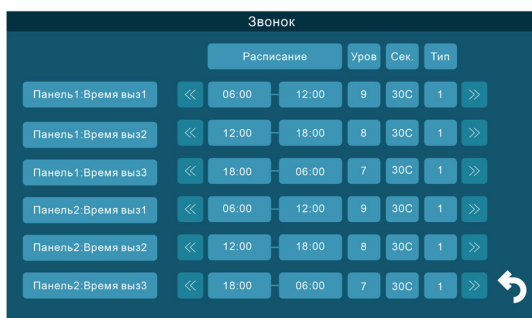 Звонок
Расписание Уров Сек. Тип
Панель1:Время выз1 « 06:00 – 12:00 9 30С 1 »
Панель1:Время выз2 « 12:00 – 18:00 8 30С 1 »
Панель1:Время выз3 « 18:00 – 06:00 7 30С 1 »
Панель2:Время выз1 « 06:00 – 12:00 9 30С 1 »
Панель2:Время выз2 « 12:00 – 18:00 8 30С 1 »
Панель2:Время выз3 « 18:00 – 06:00 7 30С 1 »